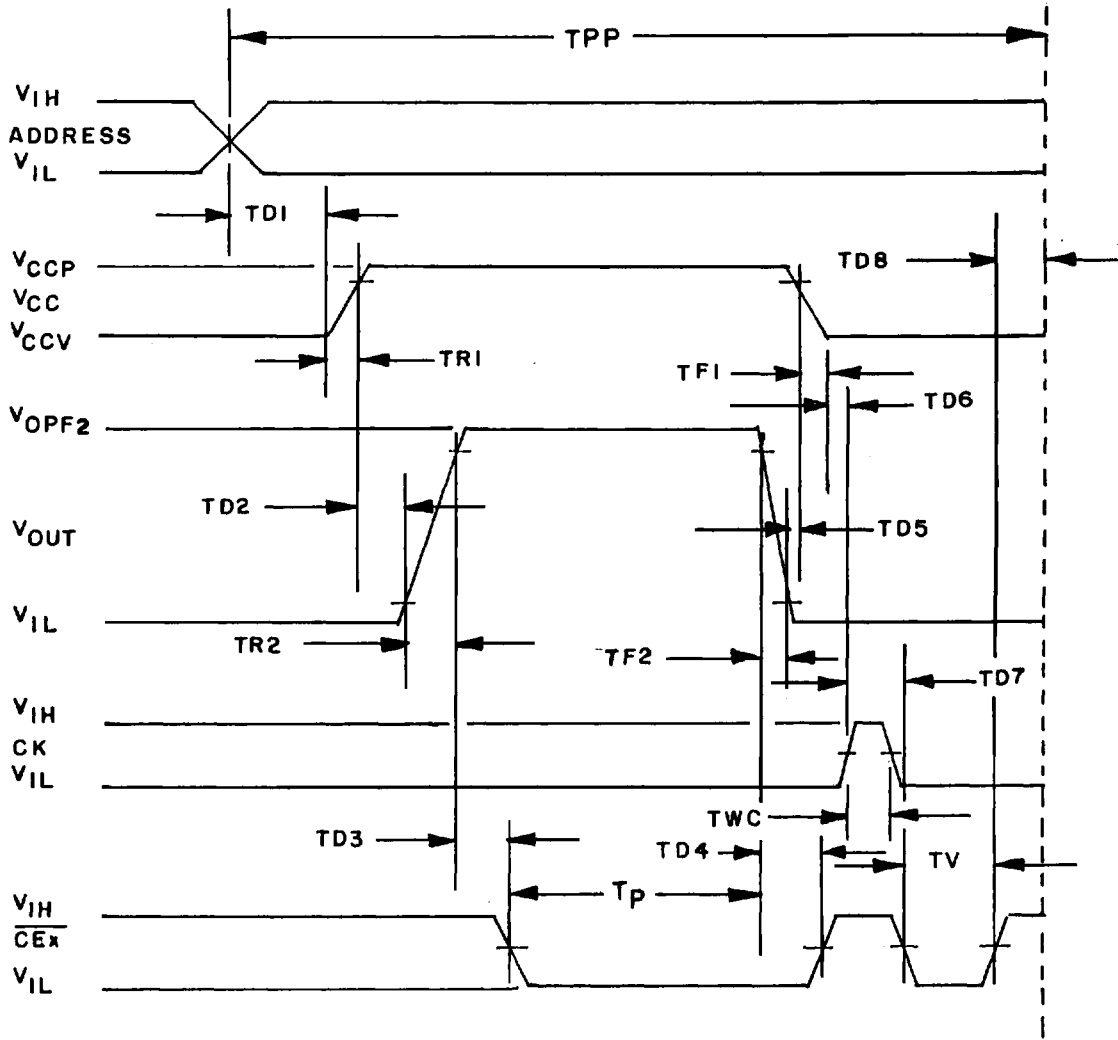 TPP
VIH
ADDRESS
VIL
TD1
VCCP
TD8
VCC
VCCV
TR1
TF1
TD6
VOPF2
TD2
TD5
VOUT
VIL
TR2
TF2
TD7
VIH
CK
VIL
TWC
TD3
TD4
TV
TP
VIH
CEX
VIL